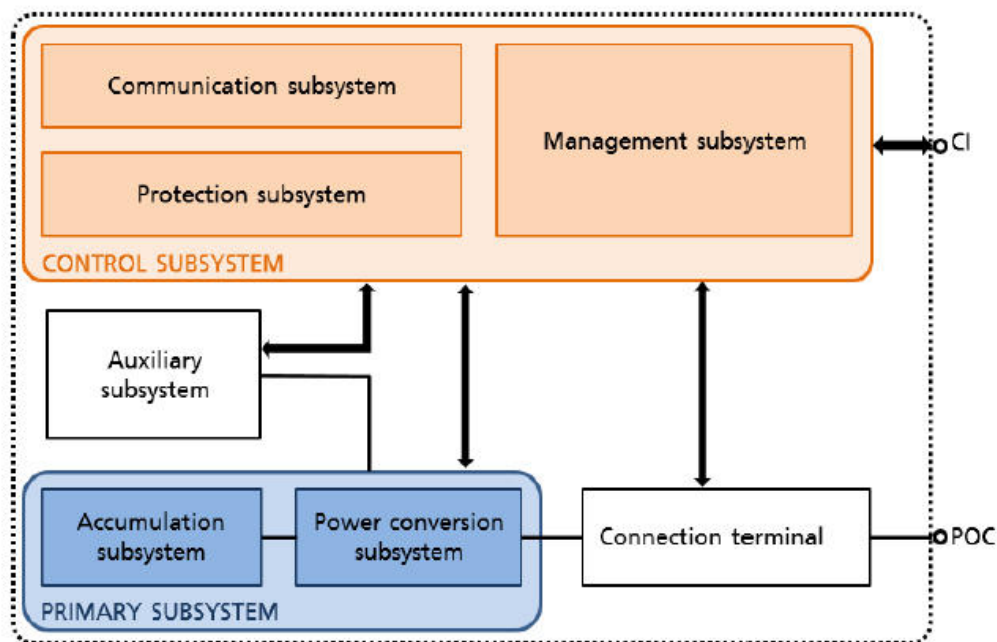 Communication subsystem
Management subsystem
CI
Protection subsystem
CONTROL SUBSYSTEM
Auxiliary
subsystem
Accumulation
subsystem
Power conversion
subsystem
Connection terminal
POC
PRIMARY SUBSYSTEM